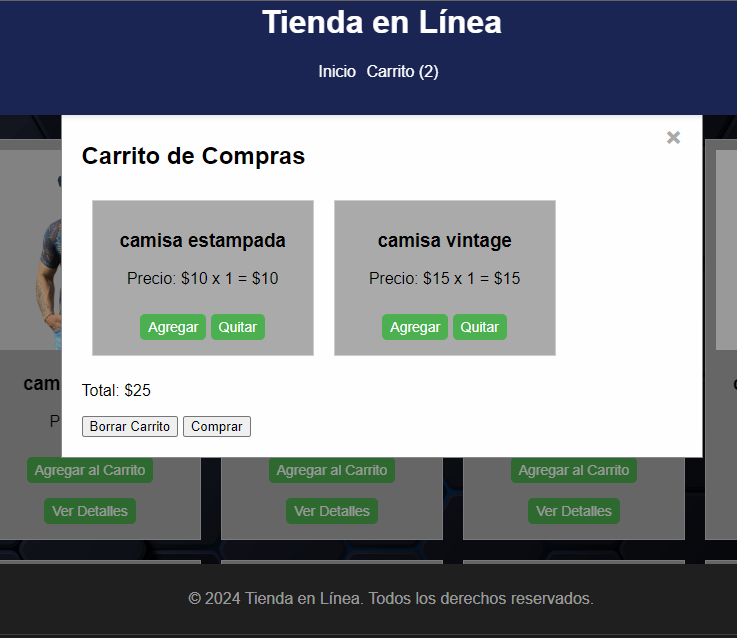 Tienda en Línea
Inicio Carrito (2)
×
Carrito de Compras
camisa estampada
Precio: $10 x 1 = $10
Agregar Quitar
camisa vintage
Precio: $15 x 1 = $15
Agregar Quitar
Total: $25
Borrar Carrito Comprar
Agregar al Carrito
Ver Detalles
Agregar al Carrito
Ver Detalles
Agregar al Carrito
Ver Detalles
© 2024 Tienda en Línea. Todos los derechos reservados.